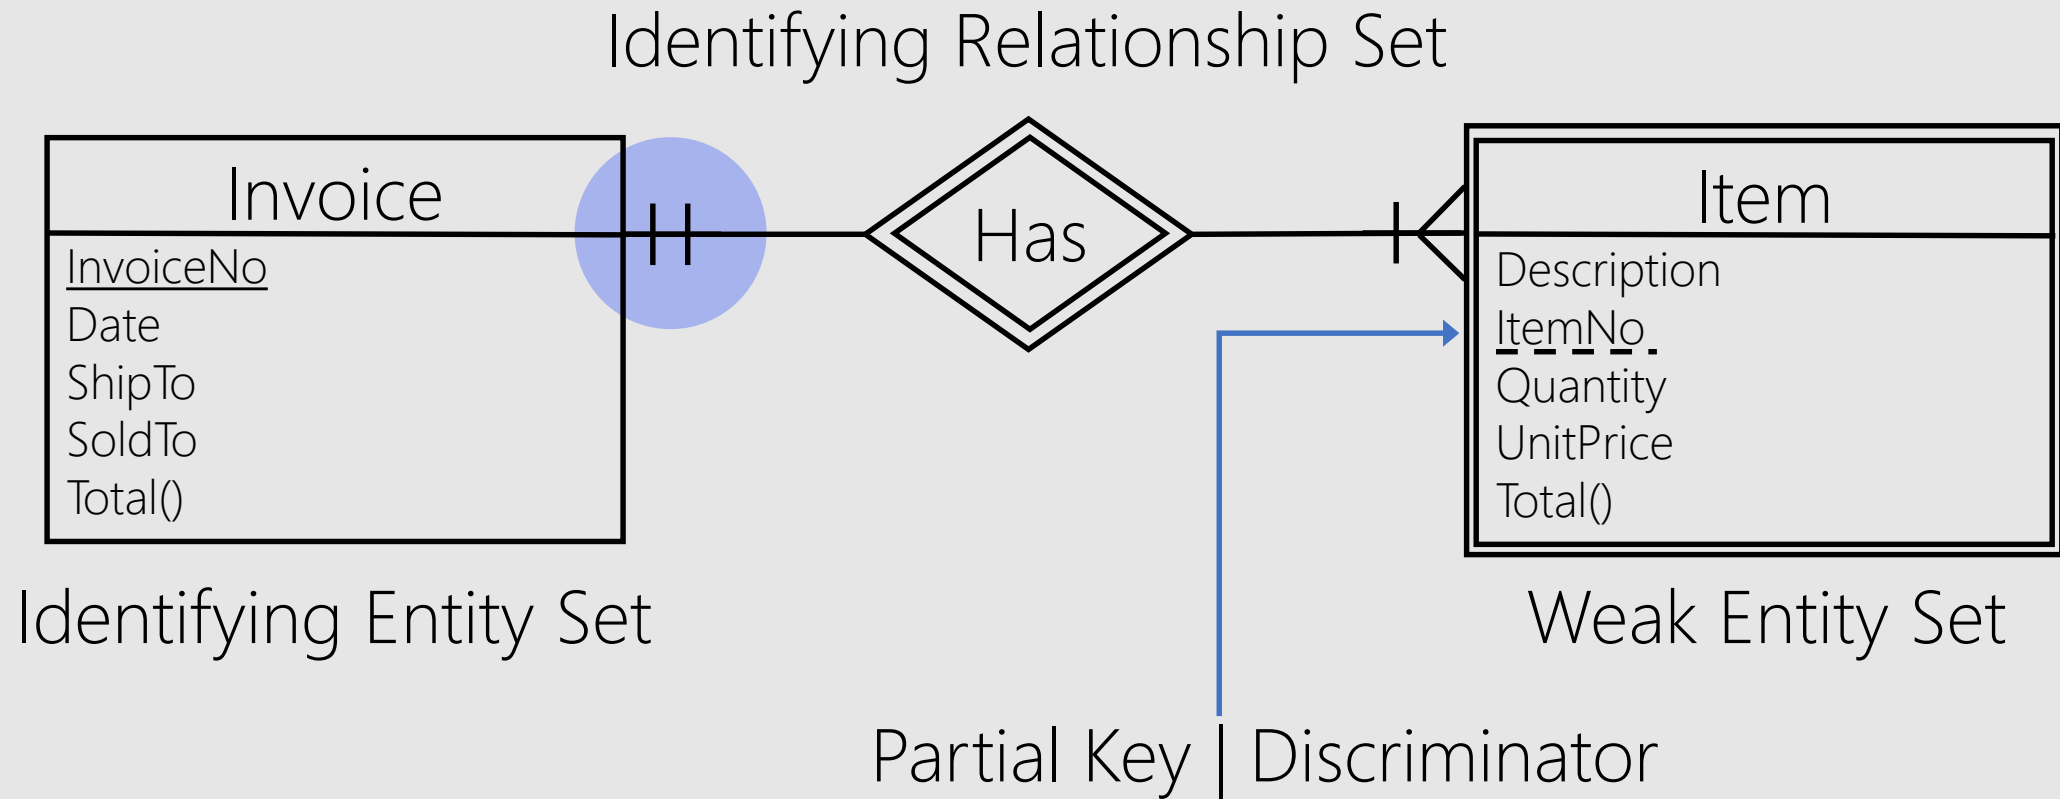 Identifying Relationship Set
Invoice
InvoiceNo
Date
ShipTo
SoldTo
Total()
Identifying Entity Set
Has
Item
Description
ItemNo
Quantity
UnitPrice
Total()
Weak Entity Set
Partial Key | Discriminator